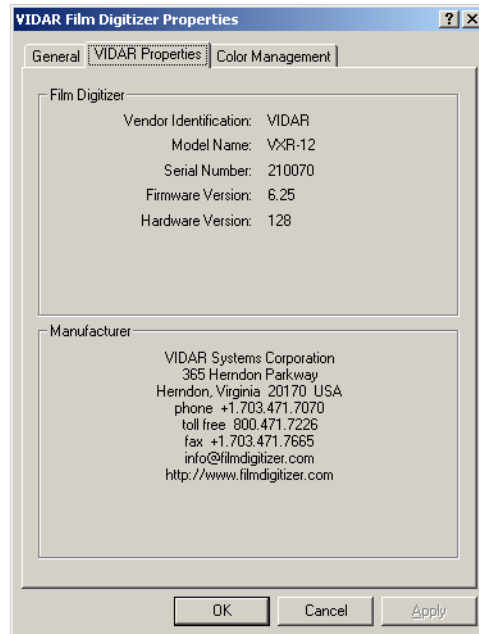 VIDAR Film Digitizer Properties
General VIDAR Properties Color Management
Film Digitizer
Vendor Identification: VIDAR
Model Name: VXR-12
Serial Number: 210070
Firmware Version: 6.25
Hardware Version: 128
Manufacturer
VIDAR Systems Corporation
365 Herndon Parkway
Herndon, Virginia 20170 USA
phone +1.703.471.7070
toll free 800.471.7226
fax +1.703.471.7665
info@filmdigitizer.com
http://www.filmdigitizer.com
OK Cancel Apply